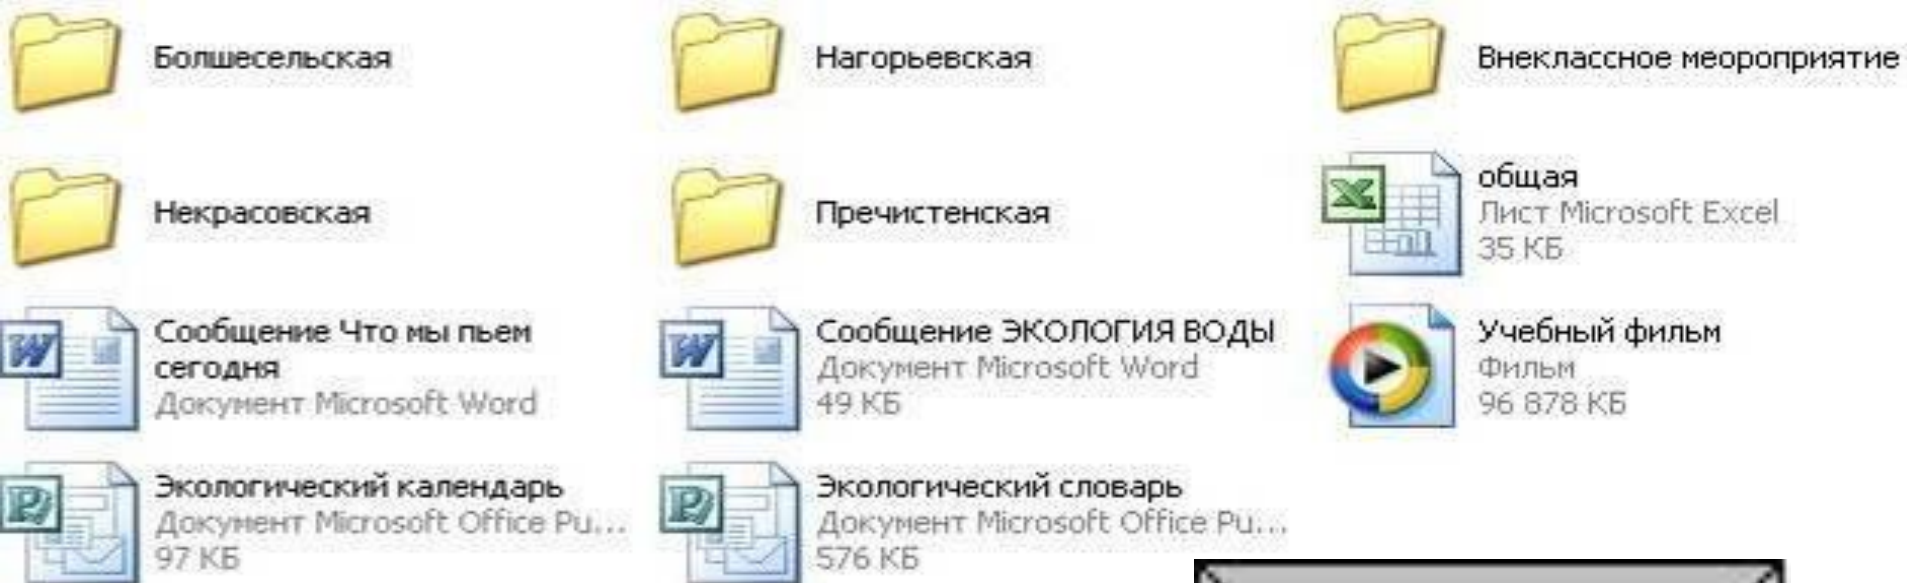 Болшесельская
Нагорьевская
Внеклассное меороприятие
Некрасовская
Пречистенская
общая
Лист Microsoft Excel
35 КБ
Сообщение Что мы пьем
сегодня
Документ Microsoft Word
Сообщение ЭКОЛОГИЯ ВОДЫ
Документ Microsoft Word
49 КБ
Учебный фильм
Фильм
96 878 КБ
Экологический календарь
Документ Microsoft Office Pu...
97 КБ
Экологический словарь
Документ Microsoft Office Pu...
576 КБ